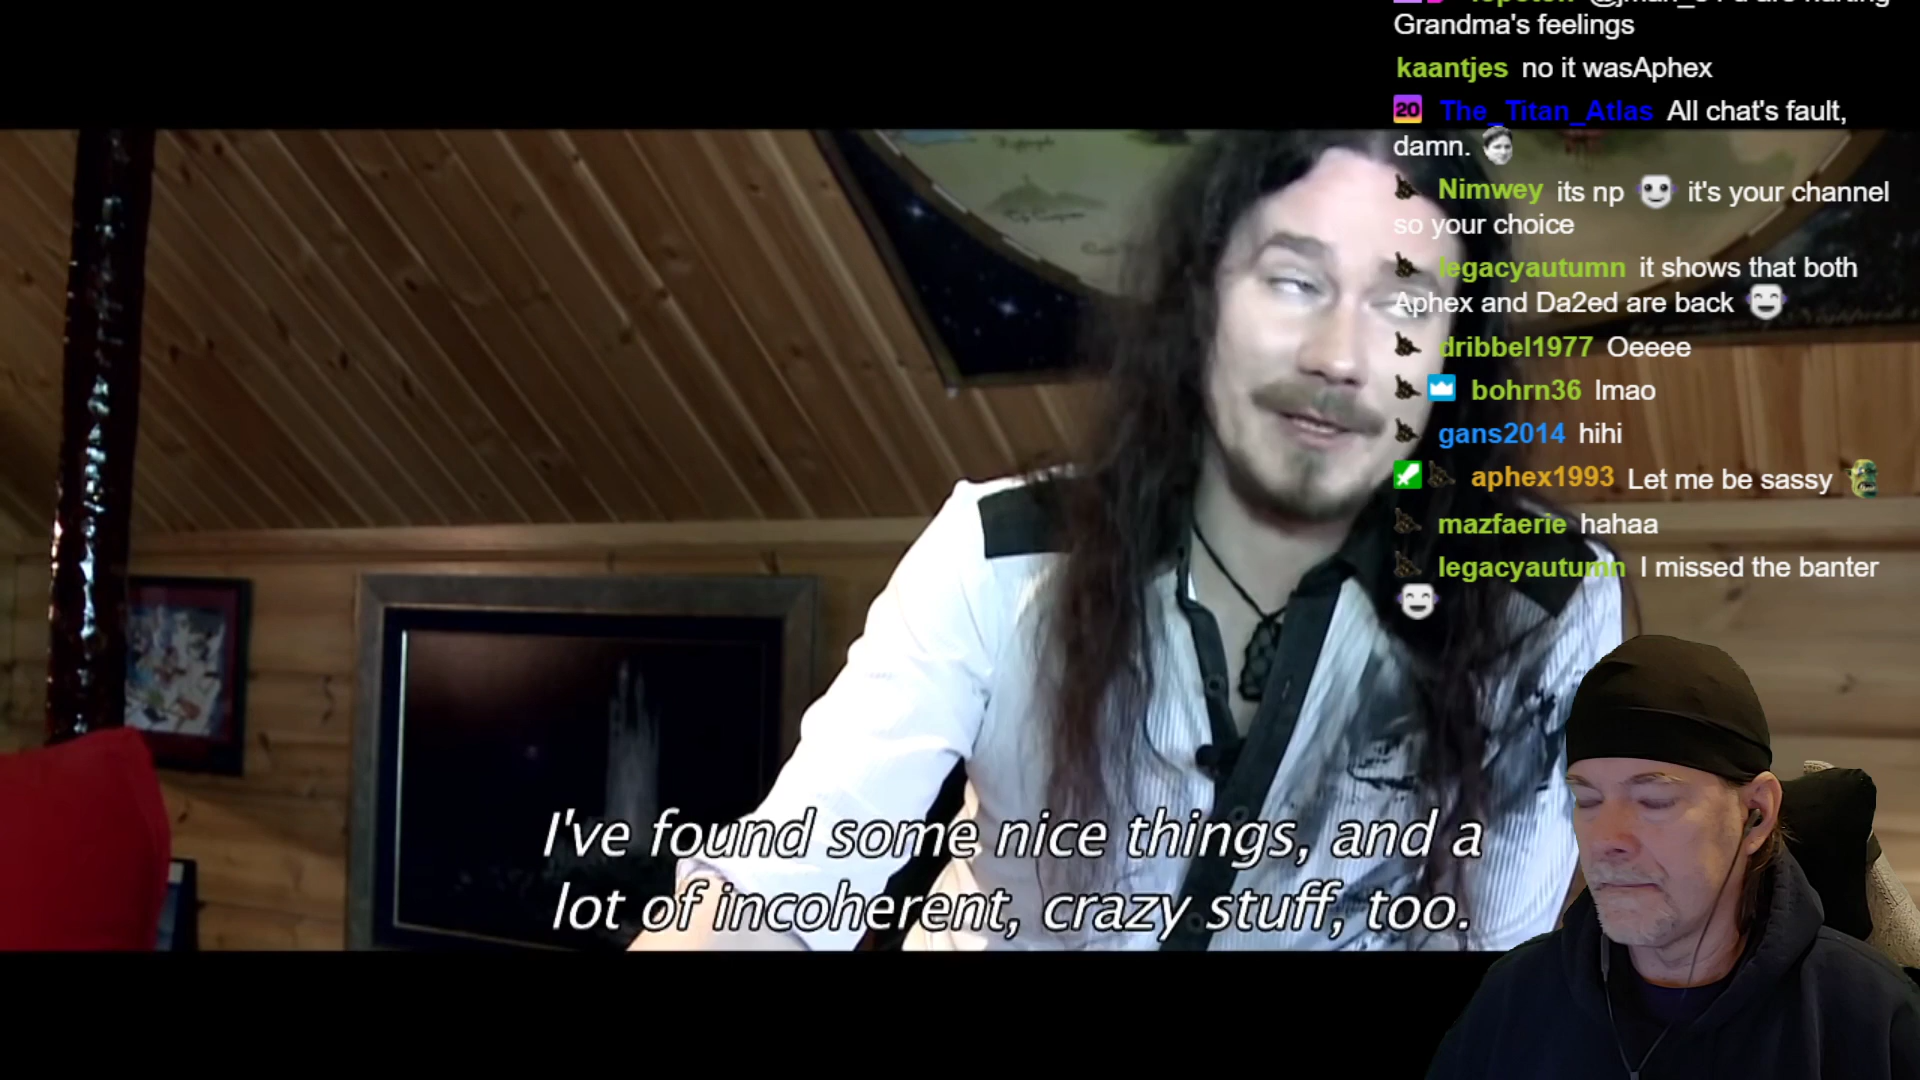 Grandma's feelings
kaantjes no it wasAphex
20 The_Titan_Atlas All chat's fault,
damn.
Nimwey its np it's your channel
so your choice
legacyautumn it shows that both
Aphex and Da2ed are back
dribbel1977 Oeeee
bohrn36 lmao
gans2014 hihi
aphex1993 Let me be sassy
mazfaerie hahaa
legacyautumn I missed the banter
I've found some nice things, and a
lot of incoherent, crazy stuff, too.